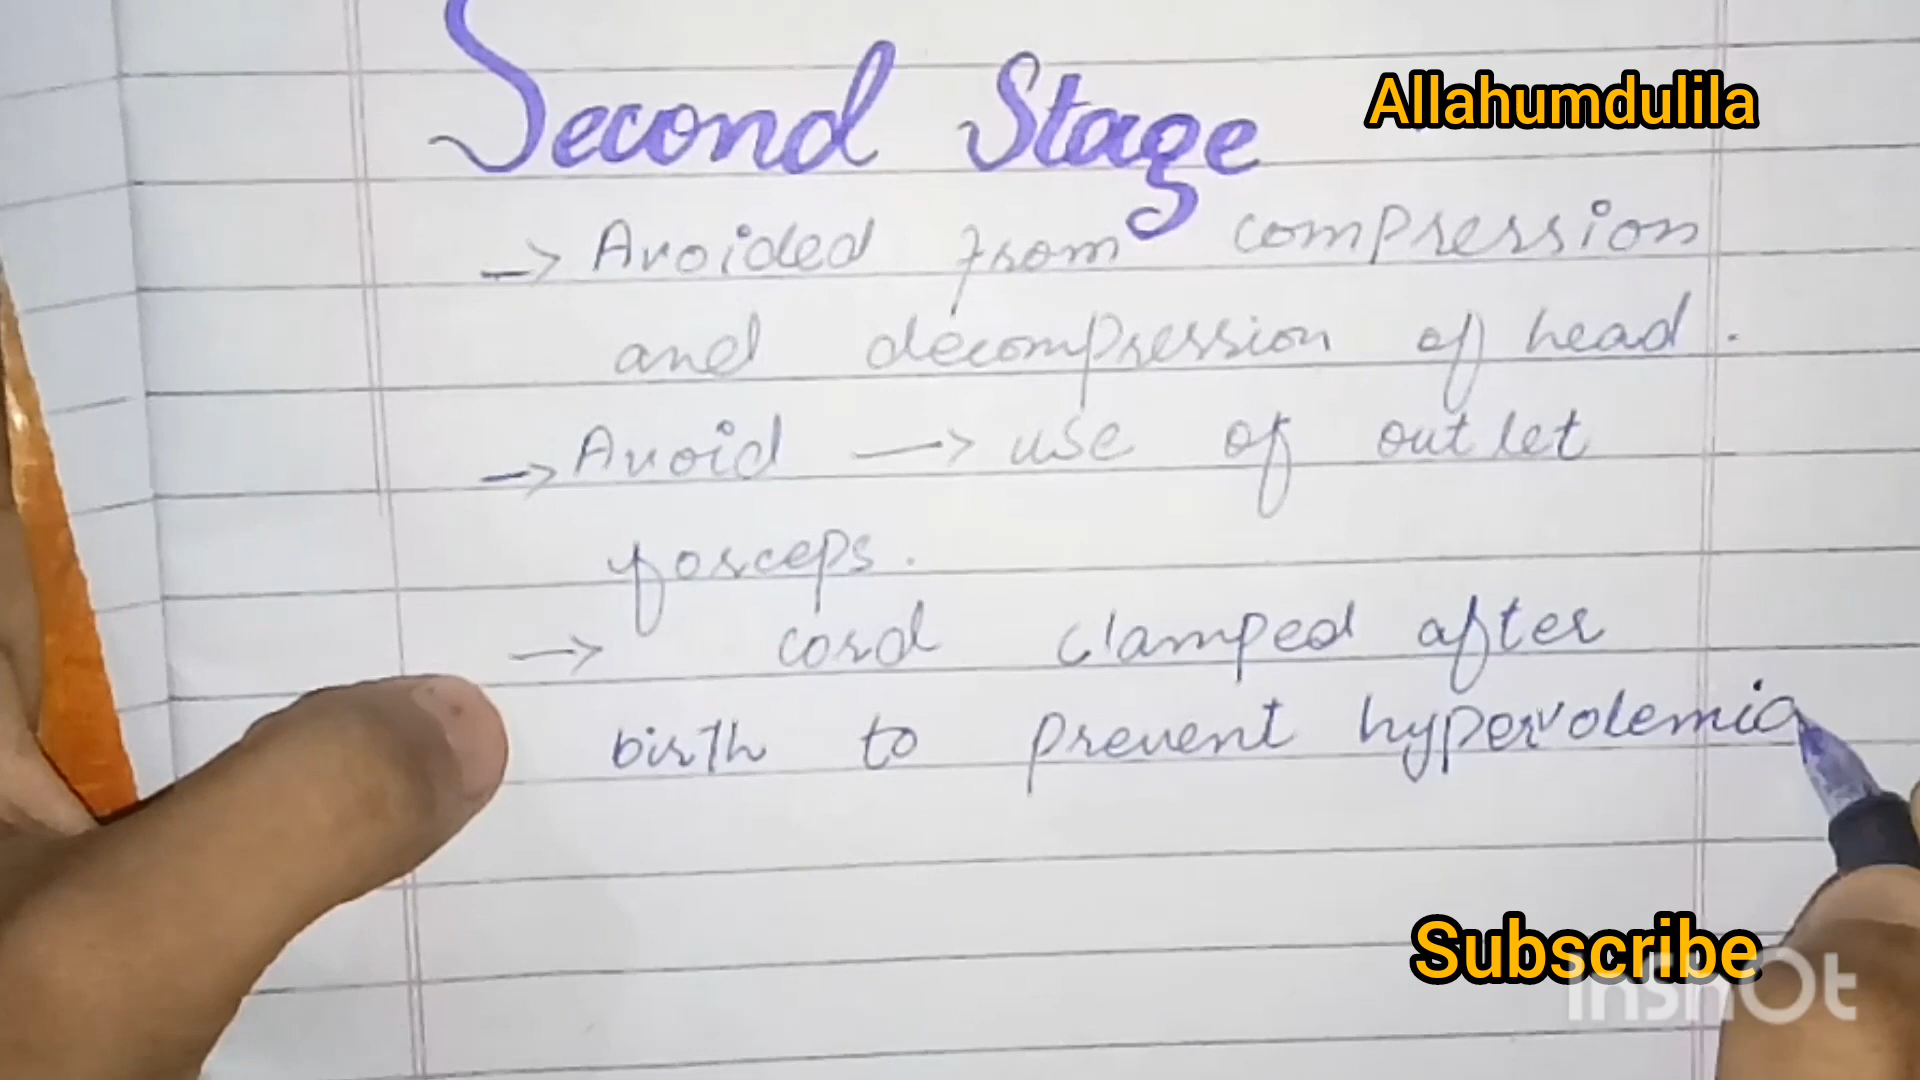 Second Stage
Allahumdulila
→ Avoided from compression
and decompression of head.
→ Avoid → use of outlet
forceps.
→ cord clamped after
birth to prevent hypervolemia
Subscribe
InShOt